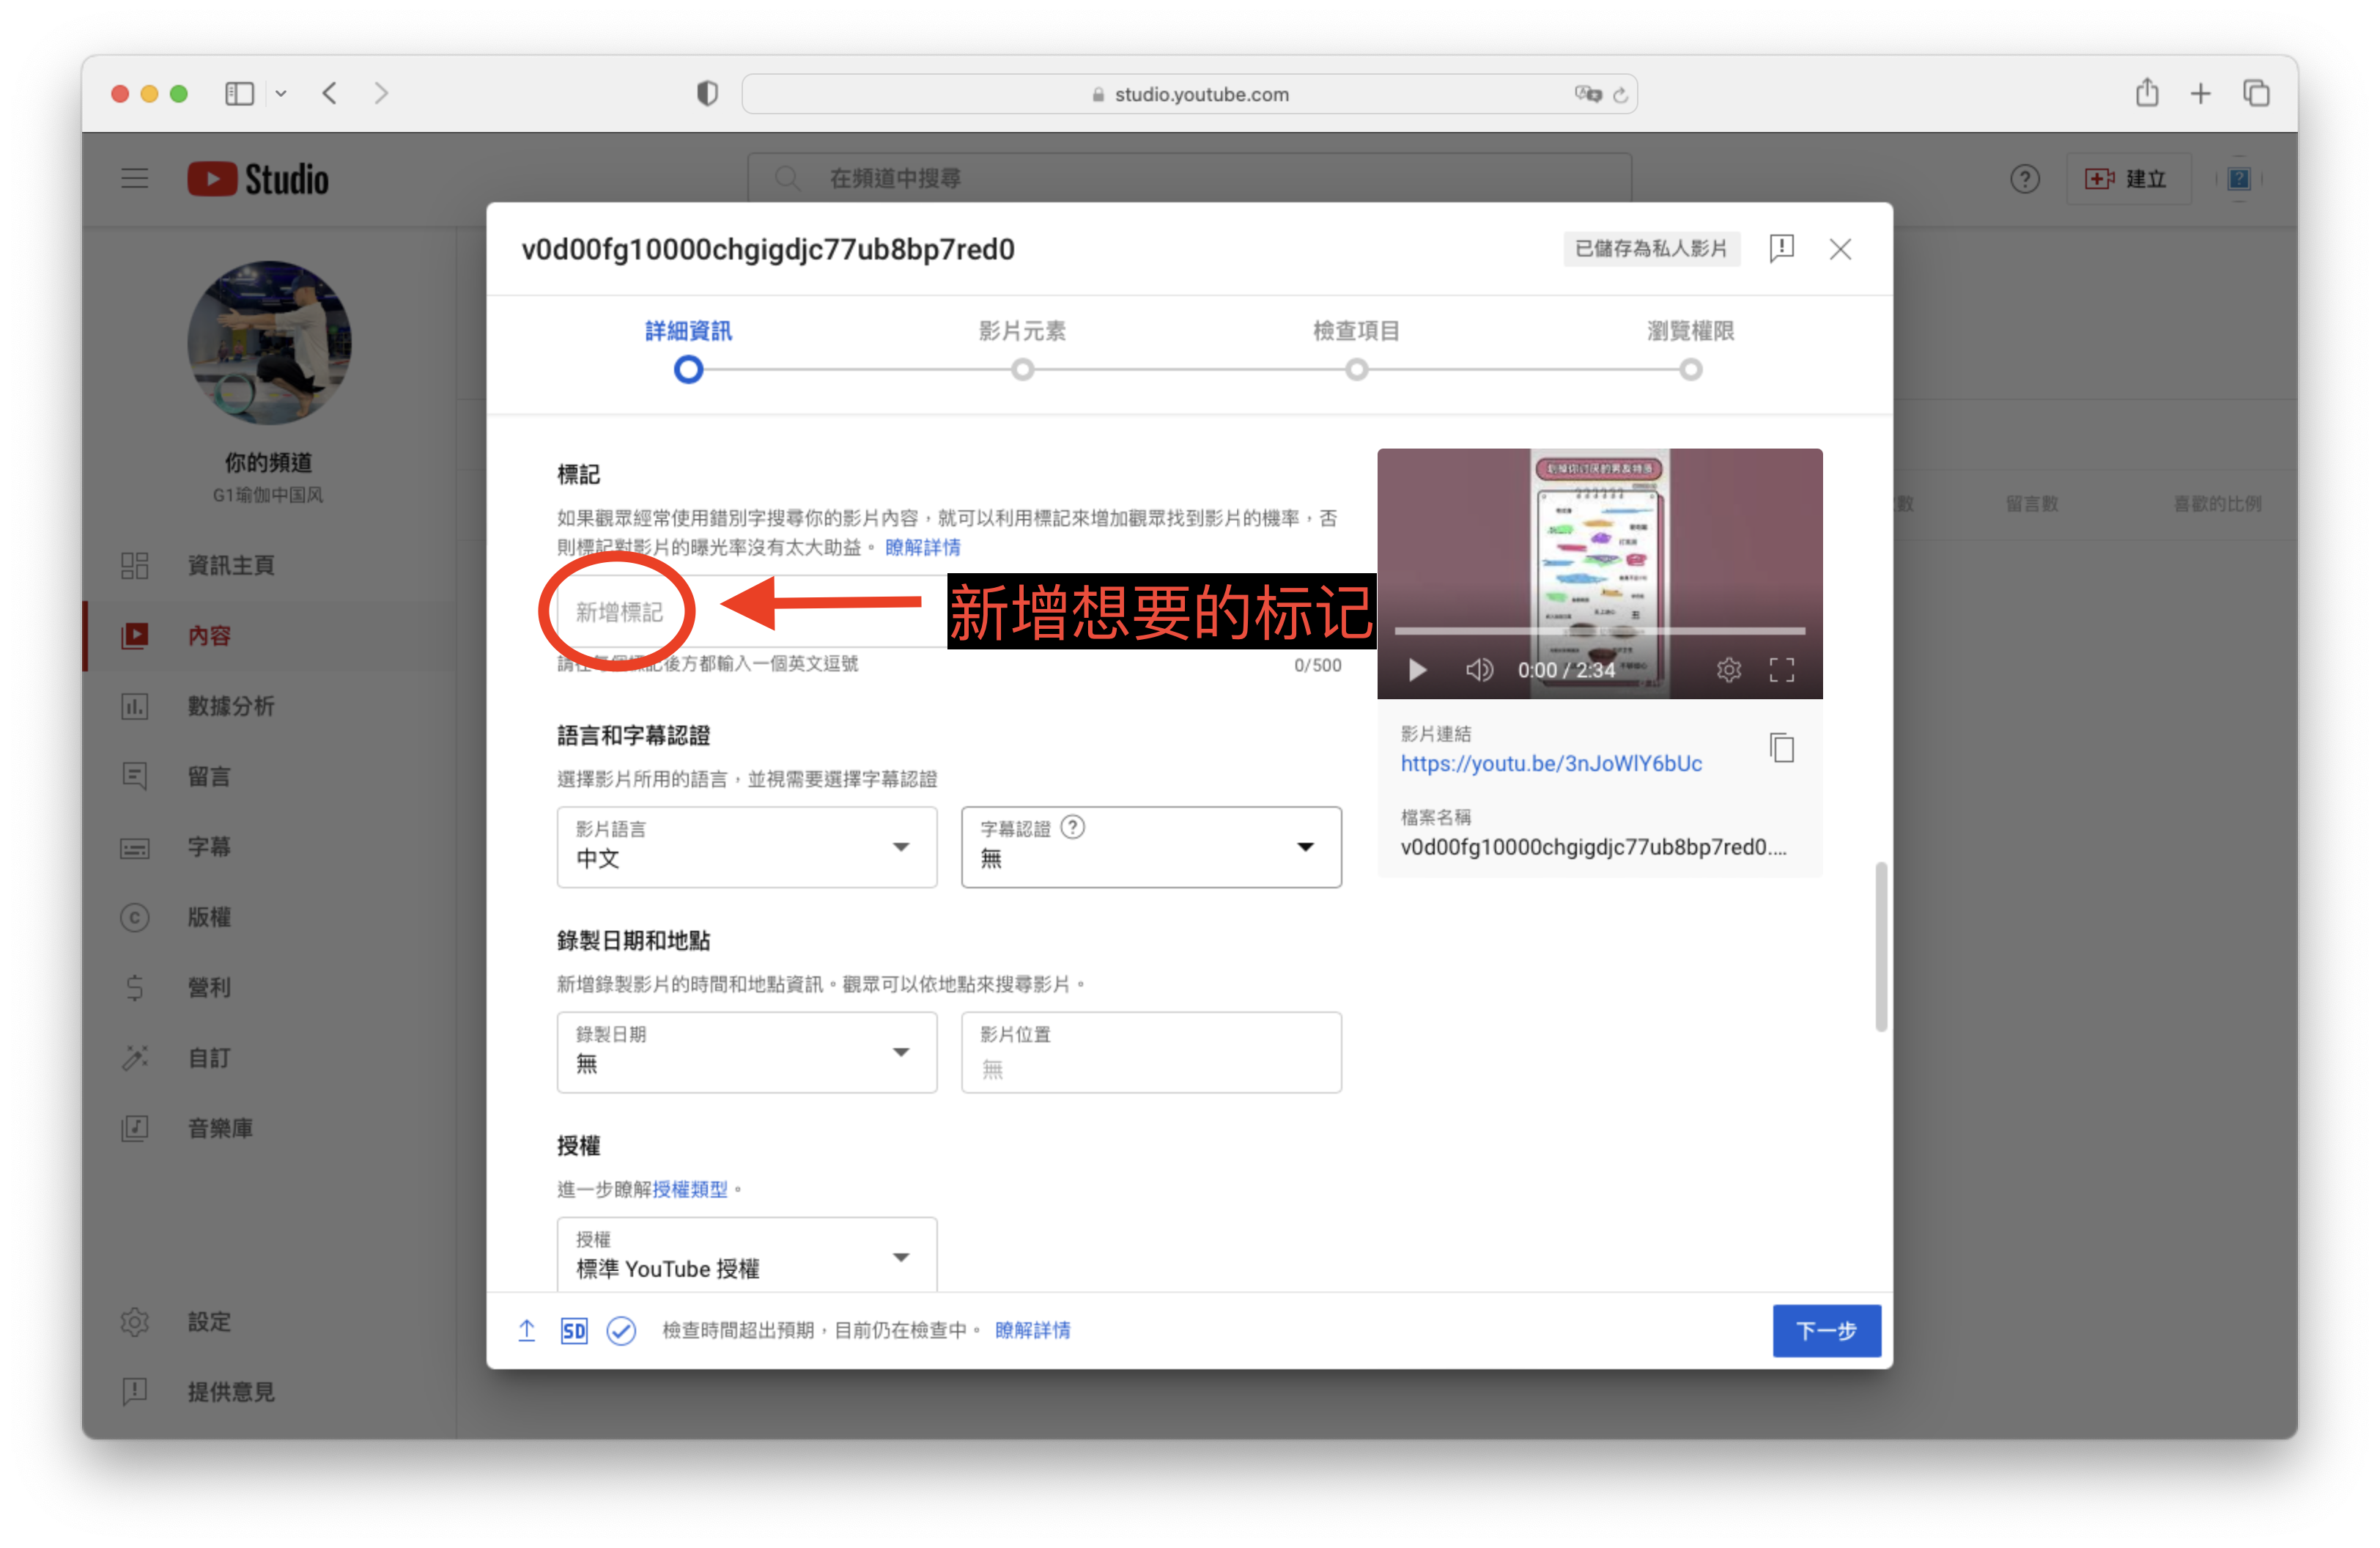 studio.youtube.com
Studio
在頻道中搜尋
建立
v0d00fg10000chgigdjc77ub8bp7red0
已儲存為私人影片
詳細資訊
影片元素
檢查項目
瀏覽權限
你的頻道
G1瑜伽中国风
資訊主頁
內容
數據分析
留言
字幕
版權
營利
自訂
音樂庫
設定
提供意見
標記
如果觀眾經常使用錯別字搜尋你的影片內容,就可以利用標記來增加觀眾找到影片的機率,否
則標記對影片的曝光率沒有太大助益。 瞭解詳情
新增標記
新增想要的标记
請在每個標記後方都輸入一個英文逗號
0/500
語言和字幕認證
選擇影片所用的語言,並視需要選擇字幕認證
影片語言
中文
字幕認證
無
錄製日期和地點
新增錄製影片的時間和地點資訊。觀眾可以依地點來搜尋影片。
錄製日期
無
影片位置
無
授權
進一步瞭解授權類型。
授權
標準 YouTube 授權
划掉你讨厌的男友特质
0:00 / 2:34
影片連結
https://youtu.be/3nJoWlY6bUc
檔案名稱
v0d00fg10000chgigdjc77ub8bp7red0....
數
留言數
喜歡的比例
SD
檢查時間超出預期,目前仍在檢查中。 瞭解詳情
下一步